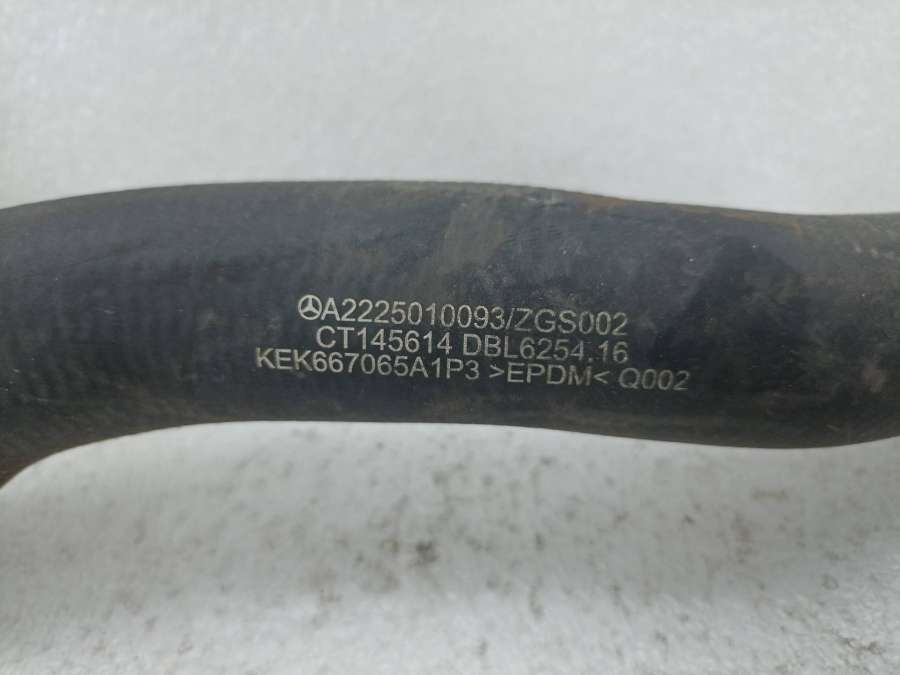 A2225010093/ZGS002
CT145614 DBL6254.16
KEK667065A1P3 >EPDM< Q002